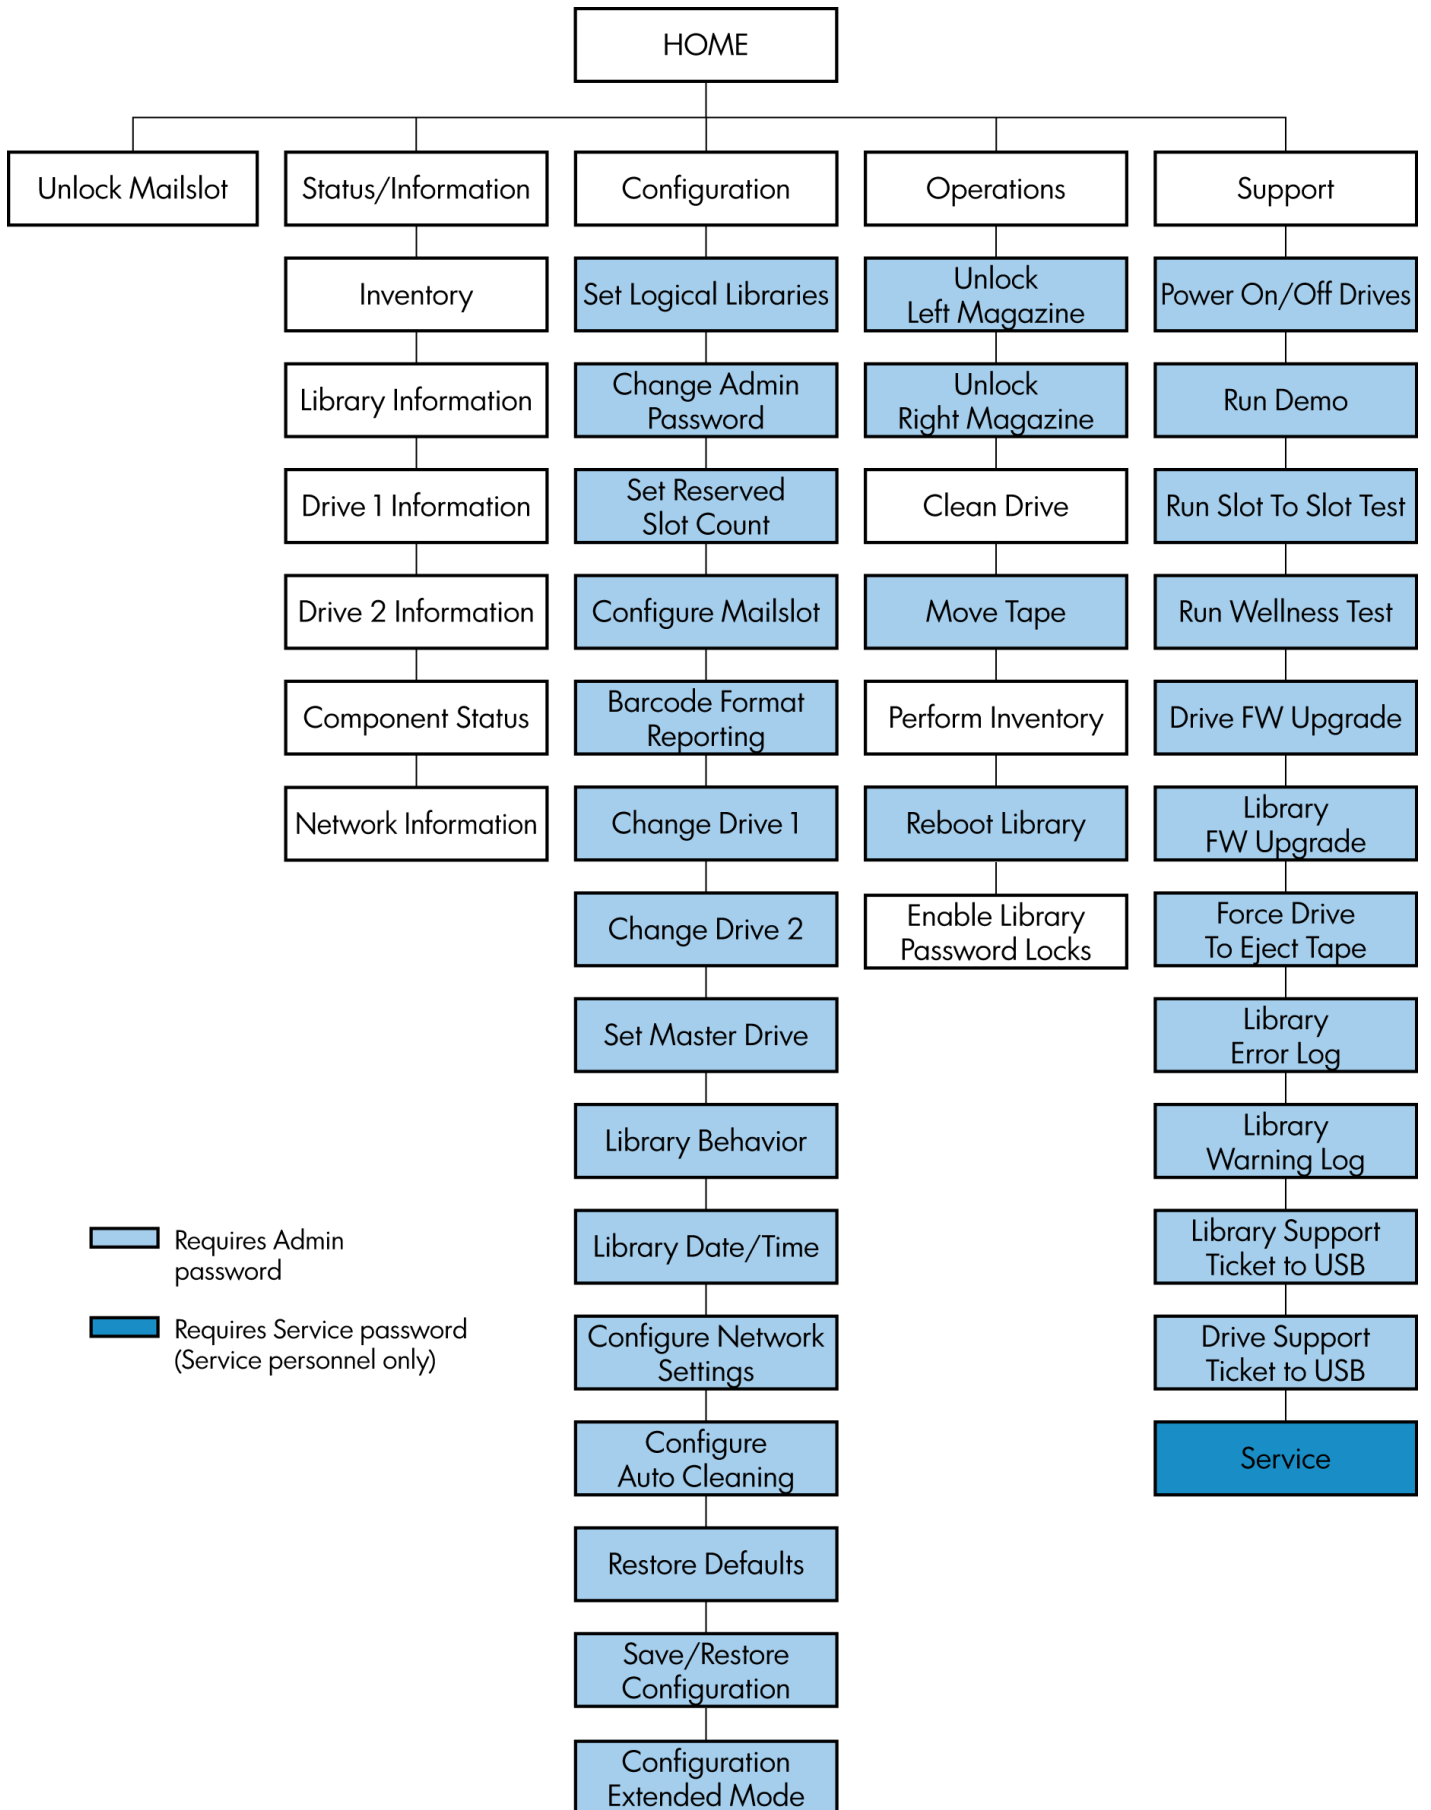 HOME
Unlock Mailslot
Status/Information
Configuration
Operations
Support
Inventory
Library Information
Drive 1 Information
Drive 2 Information
Component Status
Network Information
Set Logical Libraries
Change Admin
Password
Set Reserved
Slot Count
Configure Mailslot
Barcode Format
Reporting
Change Drive 1
Change Drive 2
Set Master Drive
Library Behavior
Library Date/Time
Configure Network
Settings
Configure
Auto Cleaning
Restore Defaults
Save/Restore
Configuration
Configuration
Extended Mode
Unlock
Left Magazine
Unlock
Right Magazine
Clean Drive
Move Tape
Perform Inventory
Reboot Library
Enable Library
Password Locks
Power On/Off Drives
Run Demo
Run Slot To Slot Test
Run Wellness Test
Drive FW Upgrade
Library
FW Upgrade
Force Drive
To Eject Tape
Library
Error Log
Library
Warning Log
Library Support
Ticket to USB
Drive Support
Ticket to USB
Service
Requires Admin
password
Requires Service password
(Service personnel only)